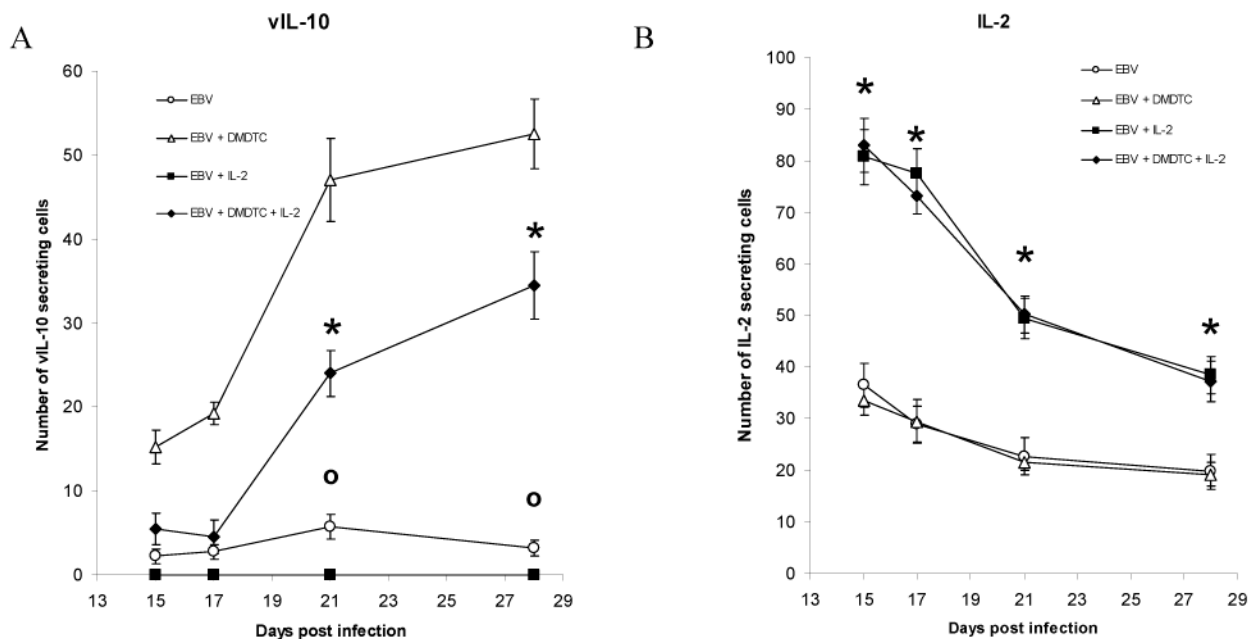 A
vIL-10
Number of vIL-10 secreting cells
60
50
40
30
20
10
0
EBV
EBV + DMDTC
EBV + IL-2
EBV + DMDTC + IL-2
*
*
o
o
13 15 17 19 21 23 25 27 29
Days post infection
B
IL-2
Number of IL-2 secreting cells
100
90
80
70
60
50
40
30
20
10
0
EBV
EBV + DMDTC
EBV + IL-2
EBV + DMDTC + IL-2
*
*
*
*
13 15 17 19 21 23 25 27 29
Days post infection